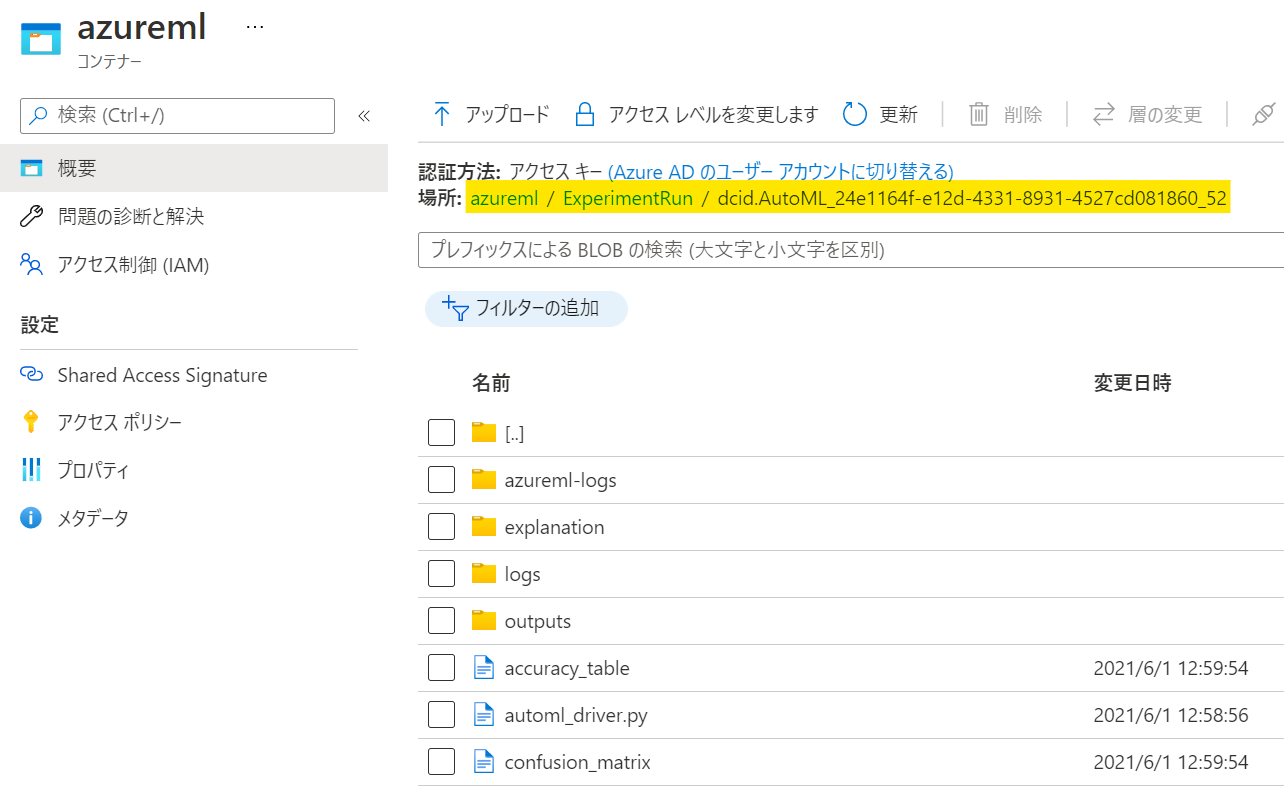 azureml ...
コンテナー
検索 (Ctrl+/)
«
概要
問題の診断と解決
アクセス制御 (IAM)
設定
Shared Access Signature
アクセス ポリシー
プロパティ
メタデータ
アップロード アクセス レベルを変更します 更新 削除 層の変更
認証方法: アクセス キー (Azure AD のユーザー アカウントに切り替える)
場所: azureml / ExperimentRun / dcid.AutoML_24e1164f-e12d-4331-8931-4527cd081860_52
プレフィックスによる BLOB の検索 (大文字と小文字を区別)
フィルターの追加
名前 変更日時
[..]
azureml-logs
explanation
logs
outputs
accuracy_table 2021/6/1 12:59:54
automl_driver.py 2021/6/1 12:58:56
confusion_matrix 2021/6/1 12:59:54